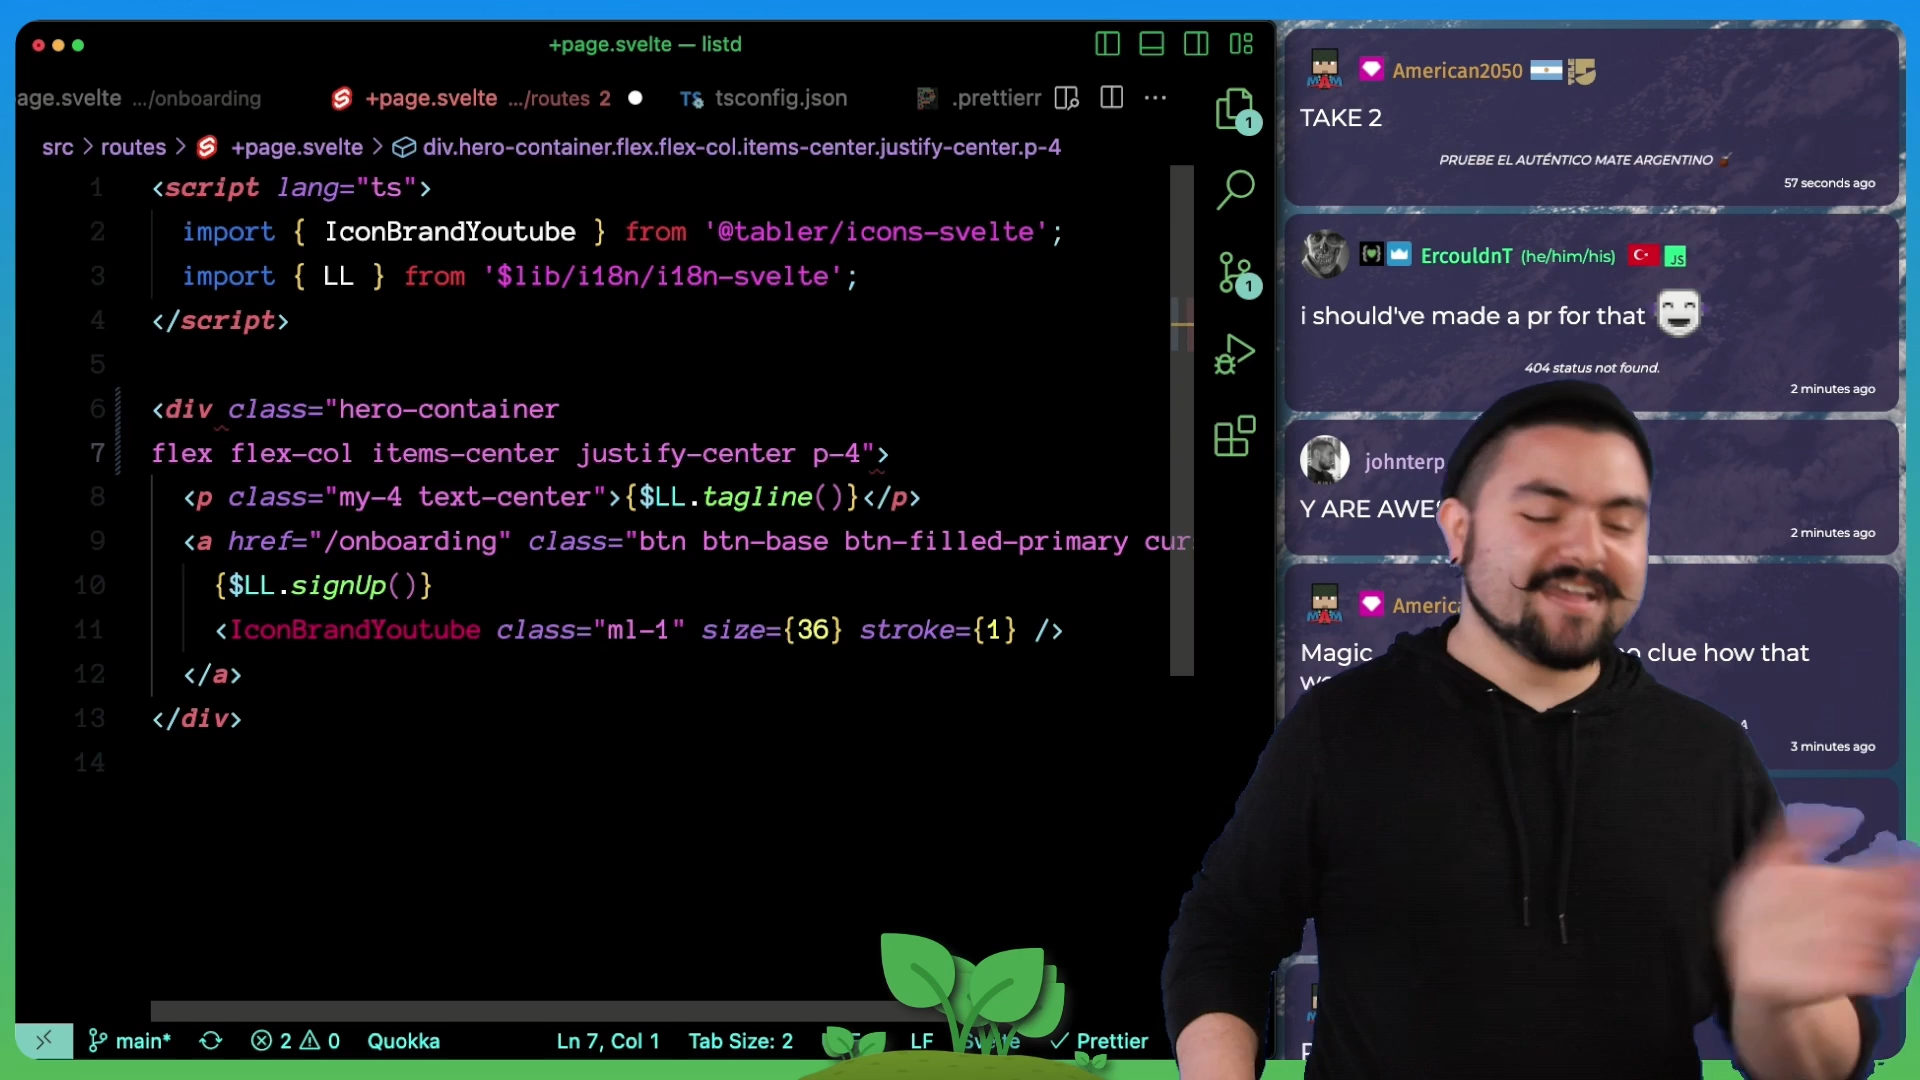 +page.svelte — listd
age.svelte .../onboarding
+page.svelte .../routes 2
TS tsconfig.json
.prettierr
src > routes > +page.svelte > div.hero-container.flex.flex-col.items-center.justify-center.p-4
1 <script lang="ts">
2 import { IconBrandYoutube } from '@tabler/icons-svelte';
3 import { LL } from '$lib/i18n/i18n-svelte';
4 </script>
5
6 <div class="hero-container
7 flex flex-col items-center justify-center p-4">
8 <p class="my-4 text-center">{$LL.tagline()}</p>
9 <a href="/onboarding" class="btn btn-base btn-filled-primary cur
10 {$LL.signUp()}
11 <IconBrandYoutube class="ml-1" size={36} stroke={1} />
12 </a>
13 </div>
14
1
1
main* 2 0 Quokka Ln 7, Col 1 Tab Size: 2 LF Prettier
American2050
TAKE 2
PRUEBE EL AUTÉNTICO MATE ARGENTINO
57 seconds ago
ErcouldnT (he/him/his) JS
i should've made a pr for that
404 status not found.
2 minutes ago
johnterp
Y ARE AWES
2 minutes ago
Americ
Magic clue how that
3 minutes ago